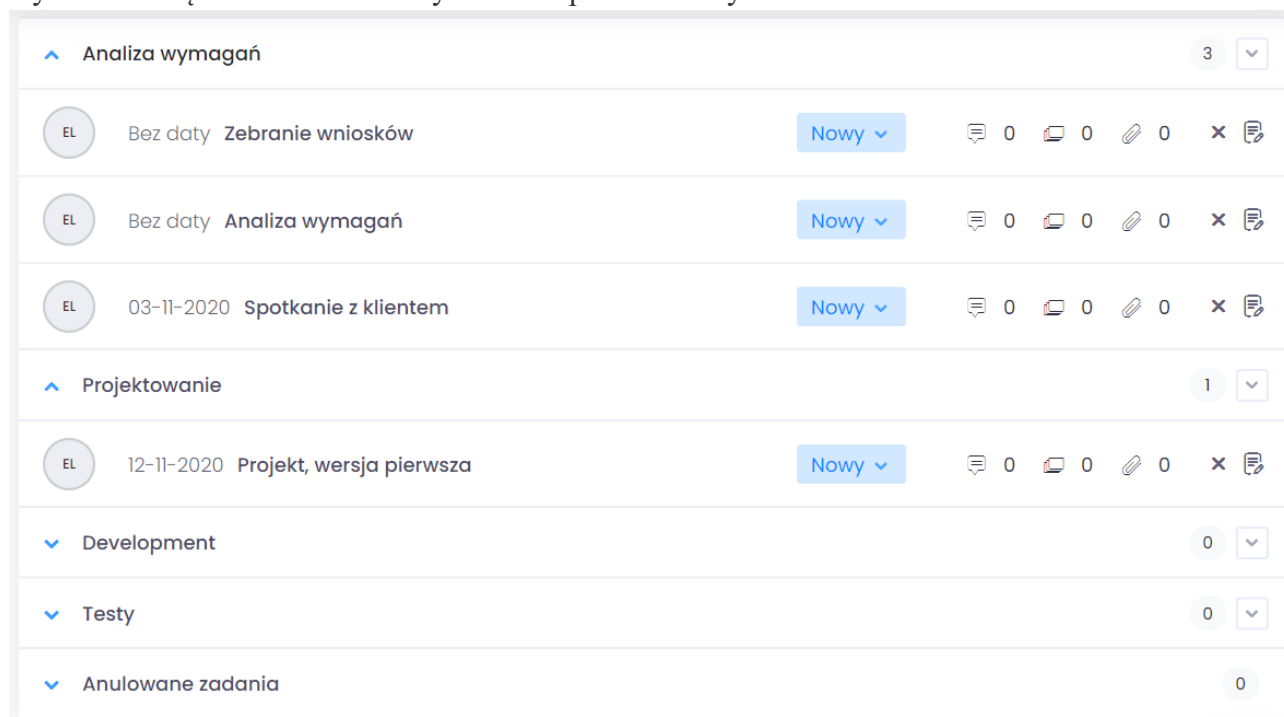 Analiza wymagań 3
EL Bez daty Zebranie wniosków Nowy 0 0 0
EL Bez daty Analiza wymagań Nowy 0 0 0
EL 03-11-2020 Spotkanie z klientem Nowy 0 0 0
Projektowanie 1
EL 12-11-2020 Projekt, wersja pierwsza Nowy 0 0 0
Development 0
Testy 0
Anulowane zadania 0